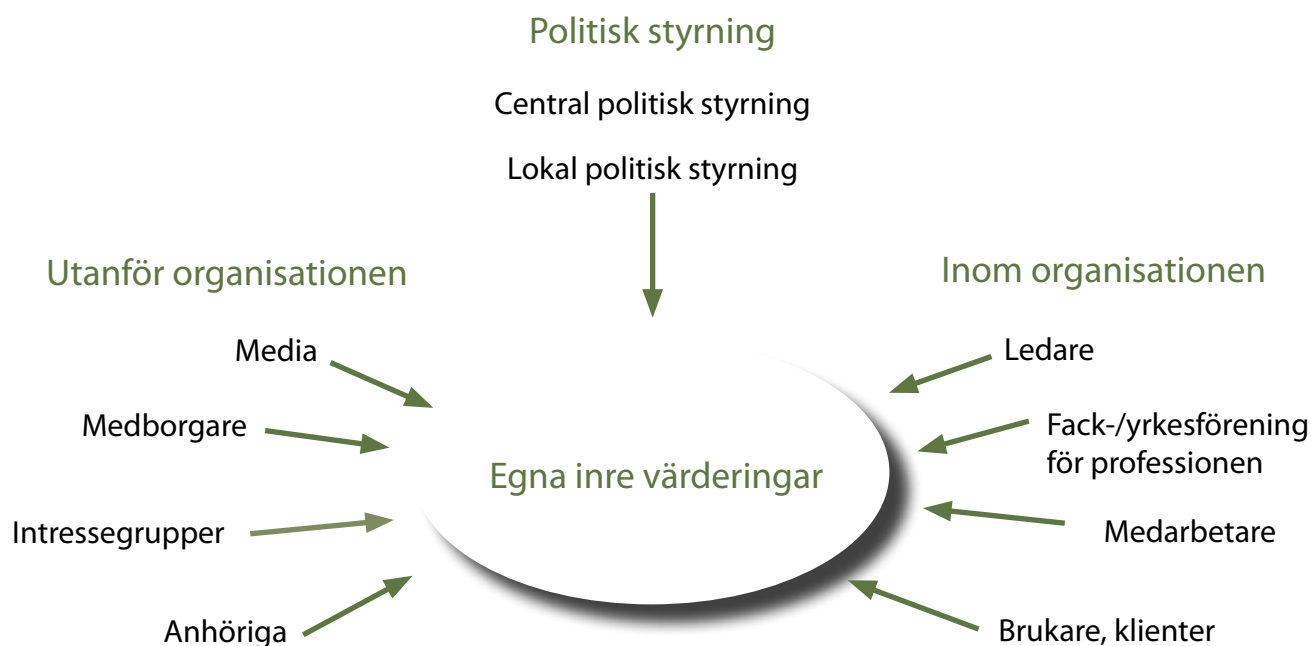 Politisk styrning
Central politisk styrning
Lokal politisk styrning
Utanför organisationen
Media
Medborgare
Intressegrupper
Anhöriga
Egna inre värderingar
Inom organisationen
Ledare
Fack-/yrkesförening
för professionen
Medarbetare
Brukare, klienter